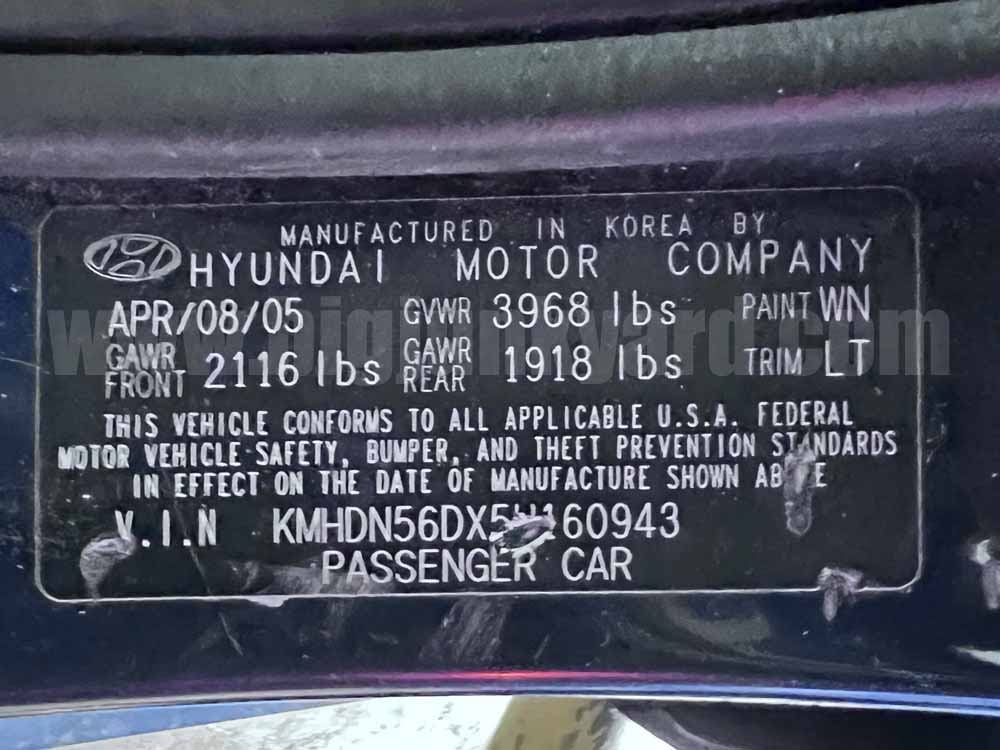 MANUFACTURED IN KOREA BY
HYUNDAI MOTOR COMPANY
APR/08/05 GVWR 3968 lbs PAINT WN
GAWR FRONT 2116 lbs GAWR REAR 1918 lbs TRIM LT
THIS VEHICLE CONFORMS TO ALL APPLICABLE U.S.A. FEDERAL
MOTOR VEHICLE SAFETY, BUMPER, AND THEFT PREVENTION STANDARDS
IN EFFECT ON THE DATE OF MANUFACTURE SHOWN ABOVE
V.I.N KMHDN56DX5U160943
PASSENGER CAR